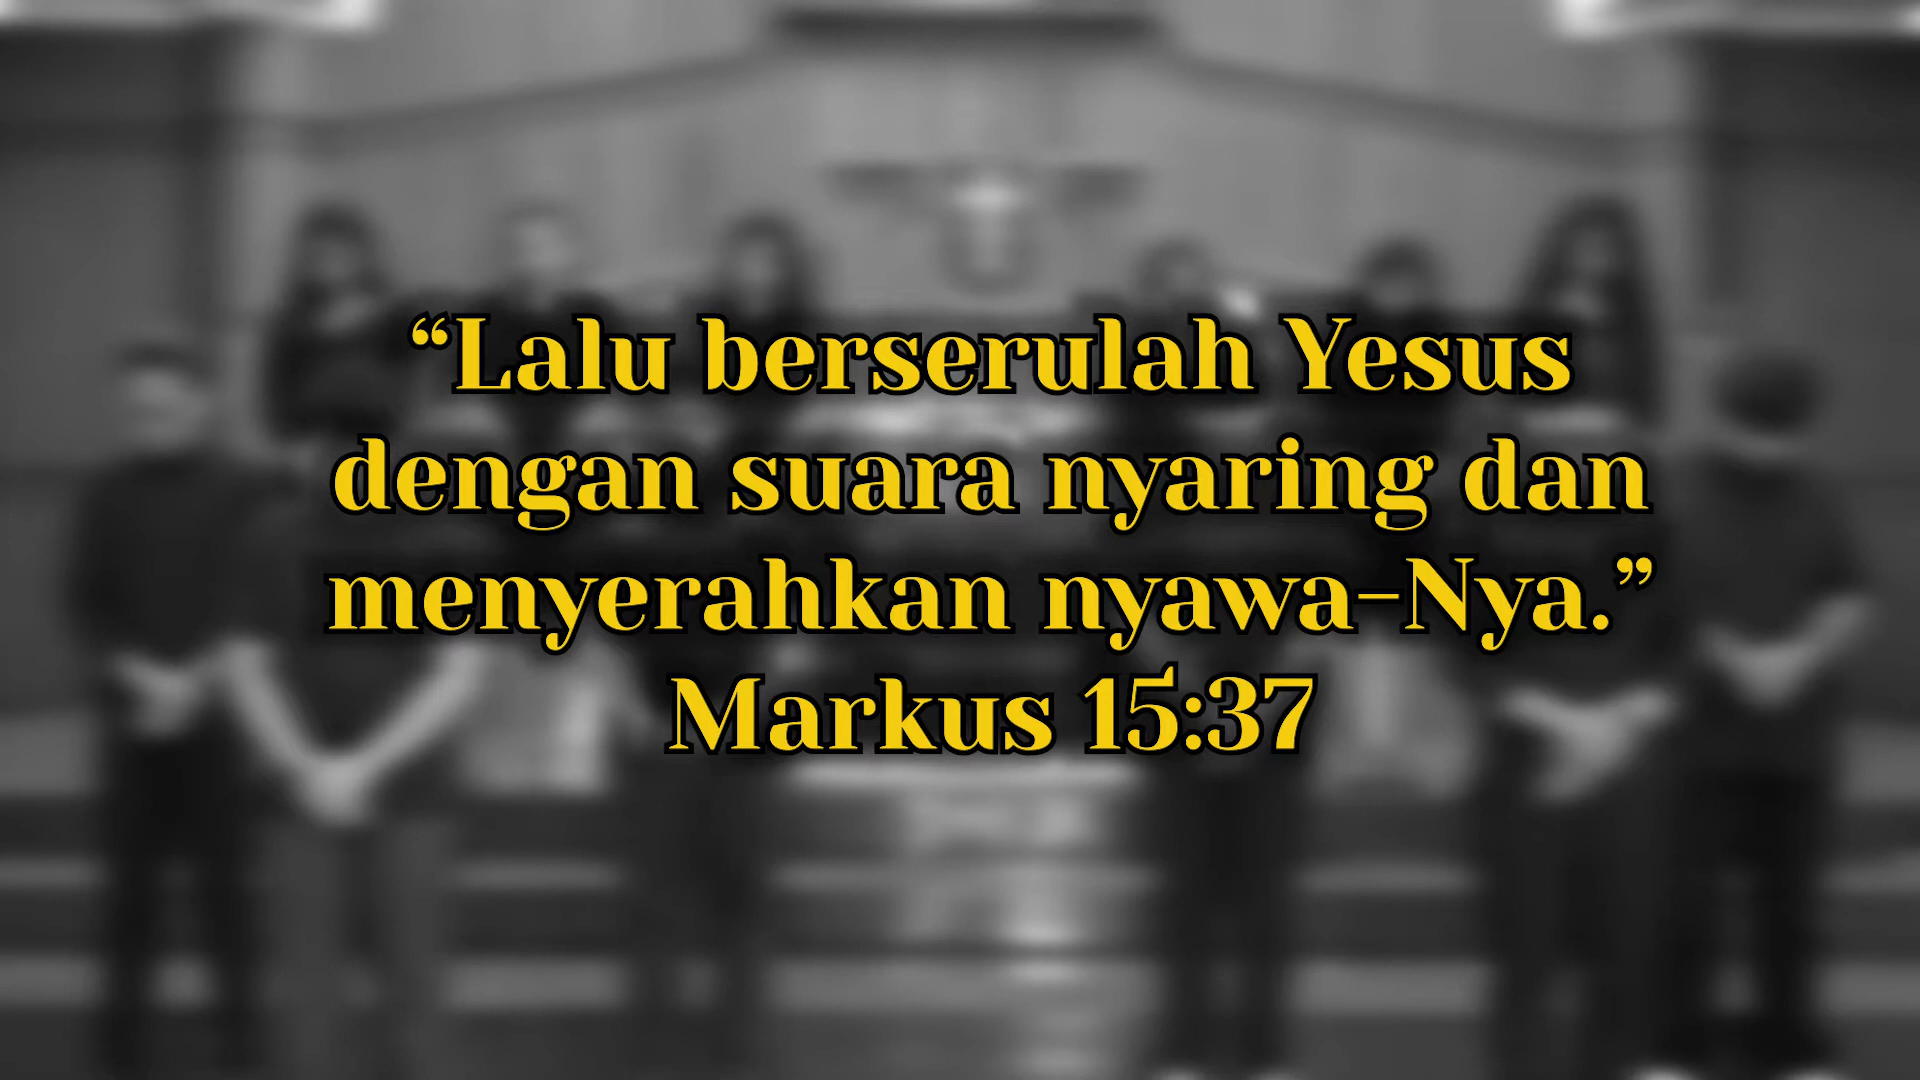 “Lalu berserulah Yesus
dengan suara nyaring dan
menyerahkan nyawa-Nya.”
Markus 15:37